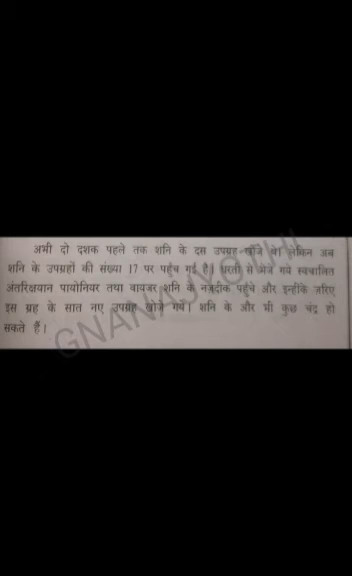 अभी दो दशक पहले तक शनि के दस उपग्रह खोजे थे। लेकिन अब
शनि के उपग्रहों की संख्या 17 पर पहुँच गई है। धरती से भेजे गये स्वचालित
अंतरिक्षयान पायोनियर तथा वायजर शनि के नजदीक पहुँचे और इन्हींके जरिए
इस ग्रह के सात नए उपग्रह खोजे गये। शनि के और भी कुछ चंद्र हो
सकते हैं।
GNANAJYOTHI